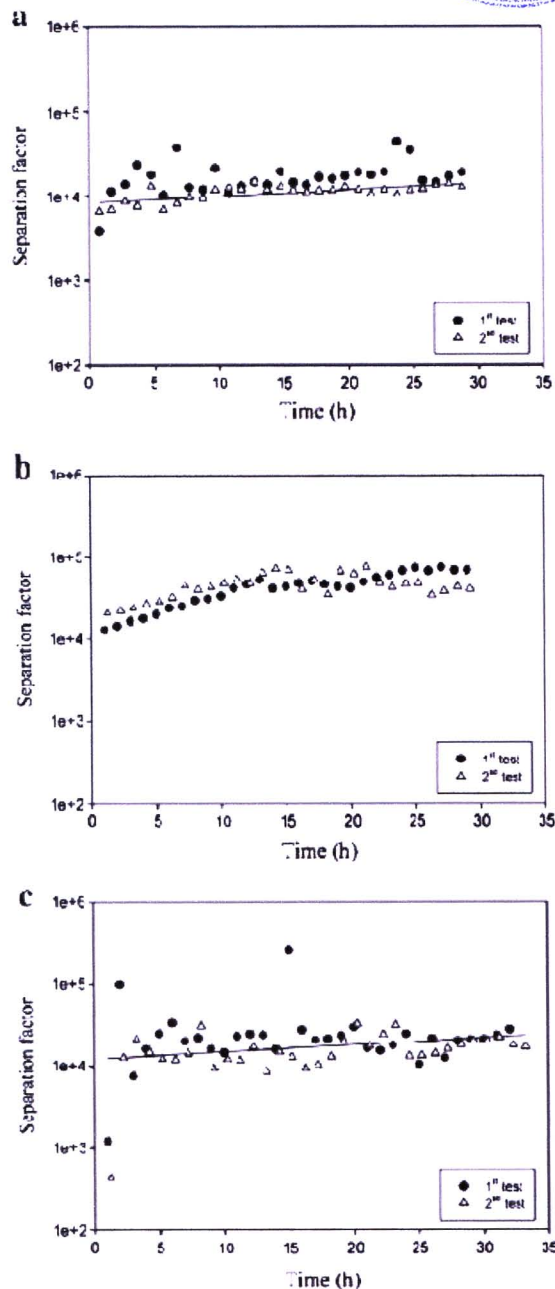 a
1e+6
1e+5
1e+4
1e+3
1e+2
Separation factor
1st test
2nd test
0 5 10 15 20 25 30 35
Time (h)
b
1e+6
1e+5
1e+4
1e+3
1e+2
Separation factor
1st test
2nd test
0 5 10 15 20 25 30 35
Time (h)
c
1e+6
1e+5
1e+4
1e+3
1e+2
Separation factor
1st test
2nd test
0 5 10 15 20 25 30 35
Time (h)